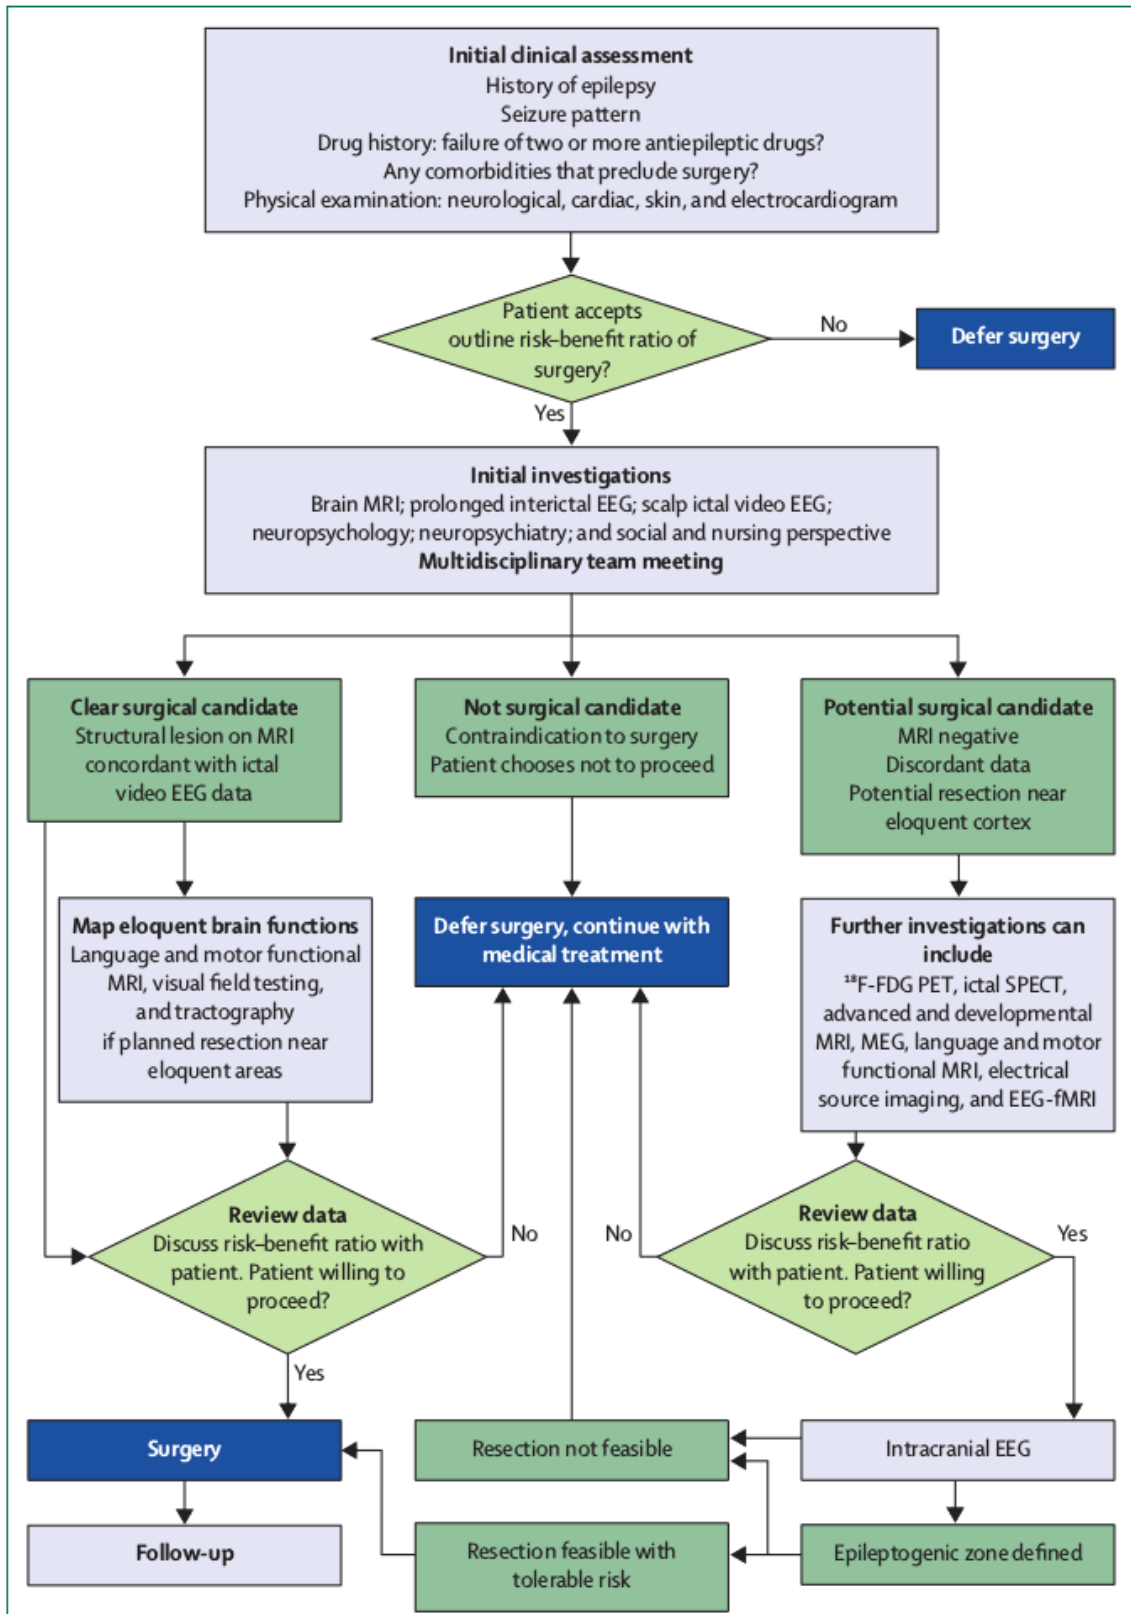 Initial clinical assessment
History of epilepsy
Seizure pattern
Drug history: failure of two or more antiepileptic drugs?
Any comorbidities that preclude surgery?
Physical examination: neurological, cardiac, skin, and electrocardiogram
Patient accepts
outline risk–benefit ratio of
surgery?
No
Defer surgery
Yes
Initial investigations
Brain MRI; prolonged interictal EEG; scalp ictal video EEG;
neuropsychology; neuropsychiatry; and social and nursing perspective
Multidisciplinary team meeting
Clear surgical candidate
Structural lesion on MRI
concordant with ictal
video EEG data
Not surgical candidate
Contraindication to surgery
Patient chooses not to proceed
Potential surgical candidate
MRI negative
Discordant data
Potential resection near
eloquent cortex
Map eloquent brain functions
Language and motor functional
MRI, visual field testing,
and tractography
if planned resection near
eloquent areas
Defer surgery, continue with
medical treatment
Further investigations can
include
¹⁸F-FDG PET, ictal SPECT,
advanced and developmental
MRI, MEG, language and motor
functional MRI, electrical
source imaging, and EEG-fMRI
Review data
Discuss risk–benefit ratio with
patient. Patient willing to
proceed?
No
No
Review data
Discuss risk–benefit ratio
with patient. Patient willing
to proceed?
Yes
Yes
Surgery
Resection not feasible
Intracranial EEG
Follow-up
Resection feasible with
tolerable risk
Epileptogenic zone defined